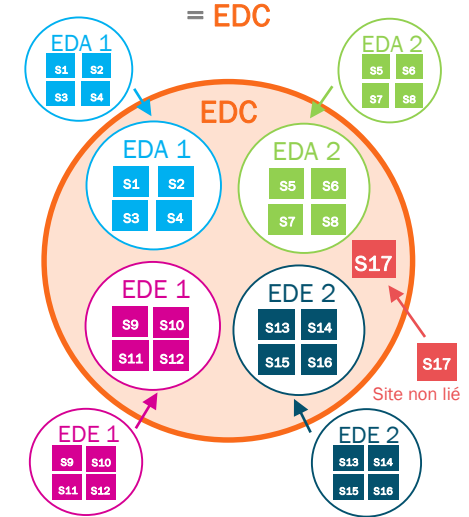 = EDC
EDA 1
S1 S2
S3 S4
EDA 2
S5 S6
S7 S8
EDC
EDA 1
S1 S2
S3 S4
EDA 2
S5 S6
S7 S8
S17
EDE 1
S9 S10
S11 S12
EDE 2
S13 S14
S15 S16
S17
Site non lié
EDE 1
S9 S10
S11 S12
EDE 2
S13 S14
S15 S16